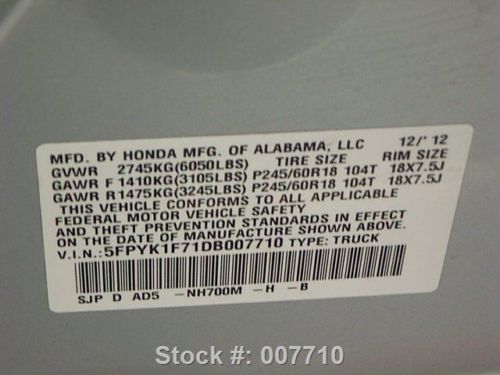 MFD. BY HONDA MFG. OF ALABAMA, LLC 12/'12
GVWR 2745KG(6050LBS) TIRE SIZE RIM SIZE
GAWR F 1410KG(3105LBS) P245/60R18 104T 18X7.5J
GAWR R 1475KG(3245LBS) P245/60R18 104T 18X7.5J
THIS VEHICLE CONFORMS TO ALL APPLICABLE
FEDERAL MOTOR VEHICLE SAFETY
AND THEFT PREVENTION STANDARDS IN EFFECT
ON THE DATE OF MANUFACTURE SHOWN ABOVE.
V.I.N.: 5FPYK1F71DB007710 TYPE: TRUCK
SJP D AD5 -NH700M -H -B
Stock #: 007710